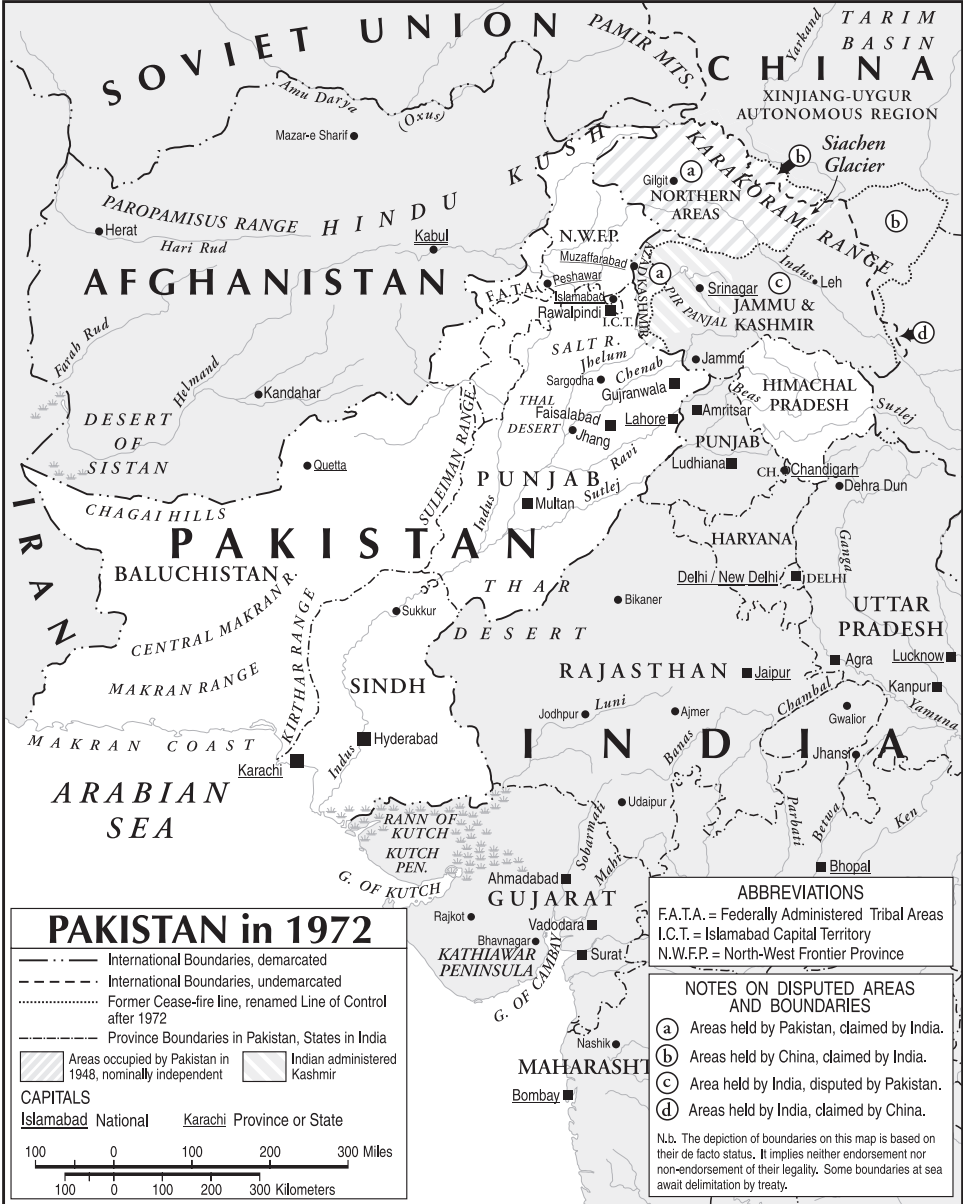 SOVIET UNION
PAMIR MTS.
Yarkand
TARIM
BASIN
CHINA
XINJIANG-UYGUR
AUTONOMOUS REGION
Amu Darya
(Oxus)
Mazar-e Sharif
HINDU KUSH
KARAKORAM
RANGE
b
Siachen
Glacier
a
Gilgit
NORTHERN
AREAS
b
PAROPAMISUS RANGE
Herat
Hari Rud
Kabul
N.W.F.P.
Muzaffarabad
AZAD KASHMIR
a
Peshawar
F.A.T.A.
Islamabad
Rawalpindi
I.C.T.
Srinagar
PIR PANJAL
c
Indus
Leh
JAMMU &
KASHMIR
d
AFGHANISTAN
Farah Rud
Helmand
Kandahar
SALT R.
Jhelum
Chenab
Jammu
Sargodha
Gujranwala
THAL
DESERT
Faisalabad
Jhang
Lahore
Amritsar
Beas
HIMACHAL
PRADESH
Sutlej
PUNJAB
Ludhiana
CH.
Chandigarh
Dehra Dun
DESERT
OF
SISTAN
Quetta
SULEIMAN RANGE
Indus
PUNJAB
Ravi
Sutlej
Multan
IRAN
CHAGAI HILLS
PAKISTAN
BALUCHISTAN
HARYANA
Ganga
Delhi / New Delhi
DELHI
CENTRAL MAKRAN R.
KIRTHAR RANGE
Sukkur
THAR
DESERT
Bikaner
UTTAR
PRADESH
MAKRAN RANGE
SINDH
RAJASTHAN
Jaipur
Agra
Lucknow
Kanpur
Luni
Jodhpur
Ajmer
Chambal
Gwalior
Yamuna
MAKRAN COAST
Karachi
Indus
Hyderabad
INDIA
Banas
Jhansi
ARABIAN
SEA
Udaipur
Parbati
Betwa
Ken
RANN OF
KUTCH
KUTCH
PEN.
G. OF KUTCH
Sobarmati
Mahr
Bhopal
Ahmadabad
GUJARAT
Rajkot
Vadodara
Bhavnagar
KATHIAWAR
PENINSULA
G. OF CAMBAY
Surat
Nashik
MAHARASHT
Bombay
PAKISTAN in 1972
International Boundaries, demarcated
International Boundaries, undemarcated
Former Cease-fire line, renamed Line of Control
after 1972
Province Boundaries in Pakistan, States in India
Areas occupied by Pakistan in
1948, nominally independent
Indian administered
Kashmir
CAPITALS
Islamabad National Karachi Province or State
100 0 100 200 300 Miles
100 0 100 200 300 Kilometers
ABBREVIATIONS
F.A.T.A. = Federally Administered Tribal Areas
I.C.T. = Islamabad Capital Territory
N.W.F.P. = North-West Frontier Province
NOTES ON DISPUTED AREAS
AND BOUNDARIES
a Areas held by Pakistan, claimed by India.
b Areas held by China, claimed by India.
c Area held by India, disputed by Pakistan.
d Areas held by India, claimed by China.
N.b. The depiction of boundaries on this map is based on
their de facto status. It implies neither endorsement nor
non-endorsement of their legality. Some boundaries at sea
await delimitation by treaty.